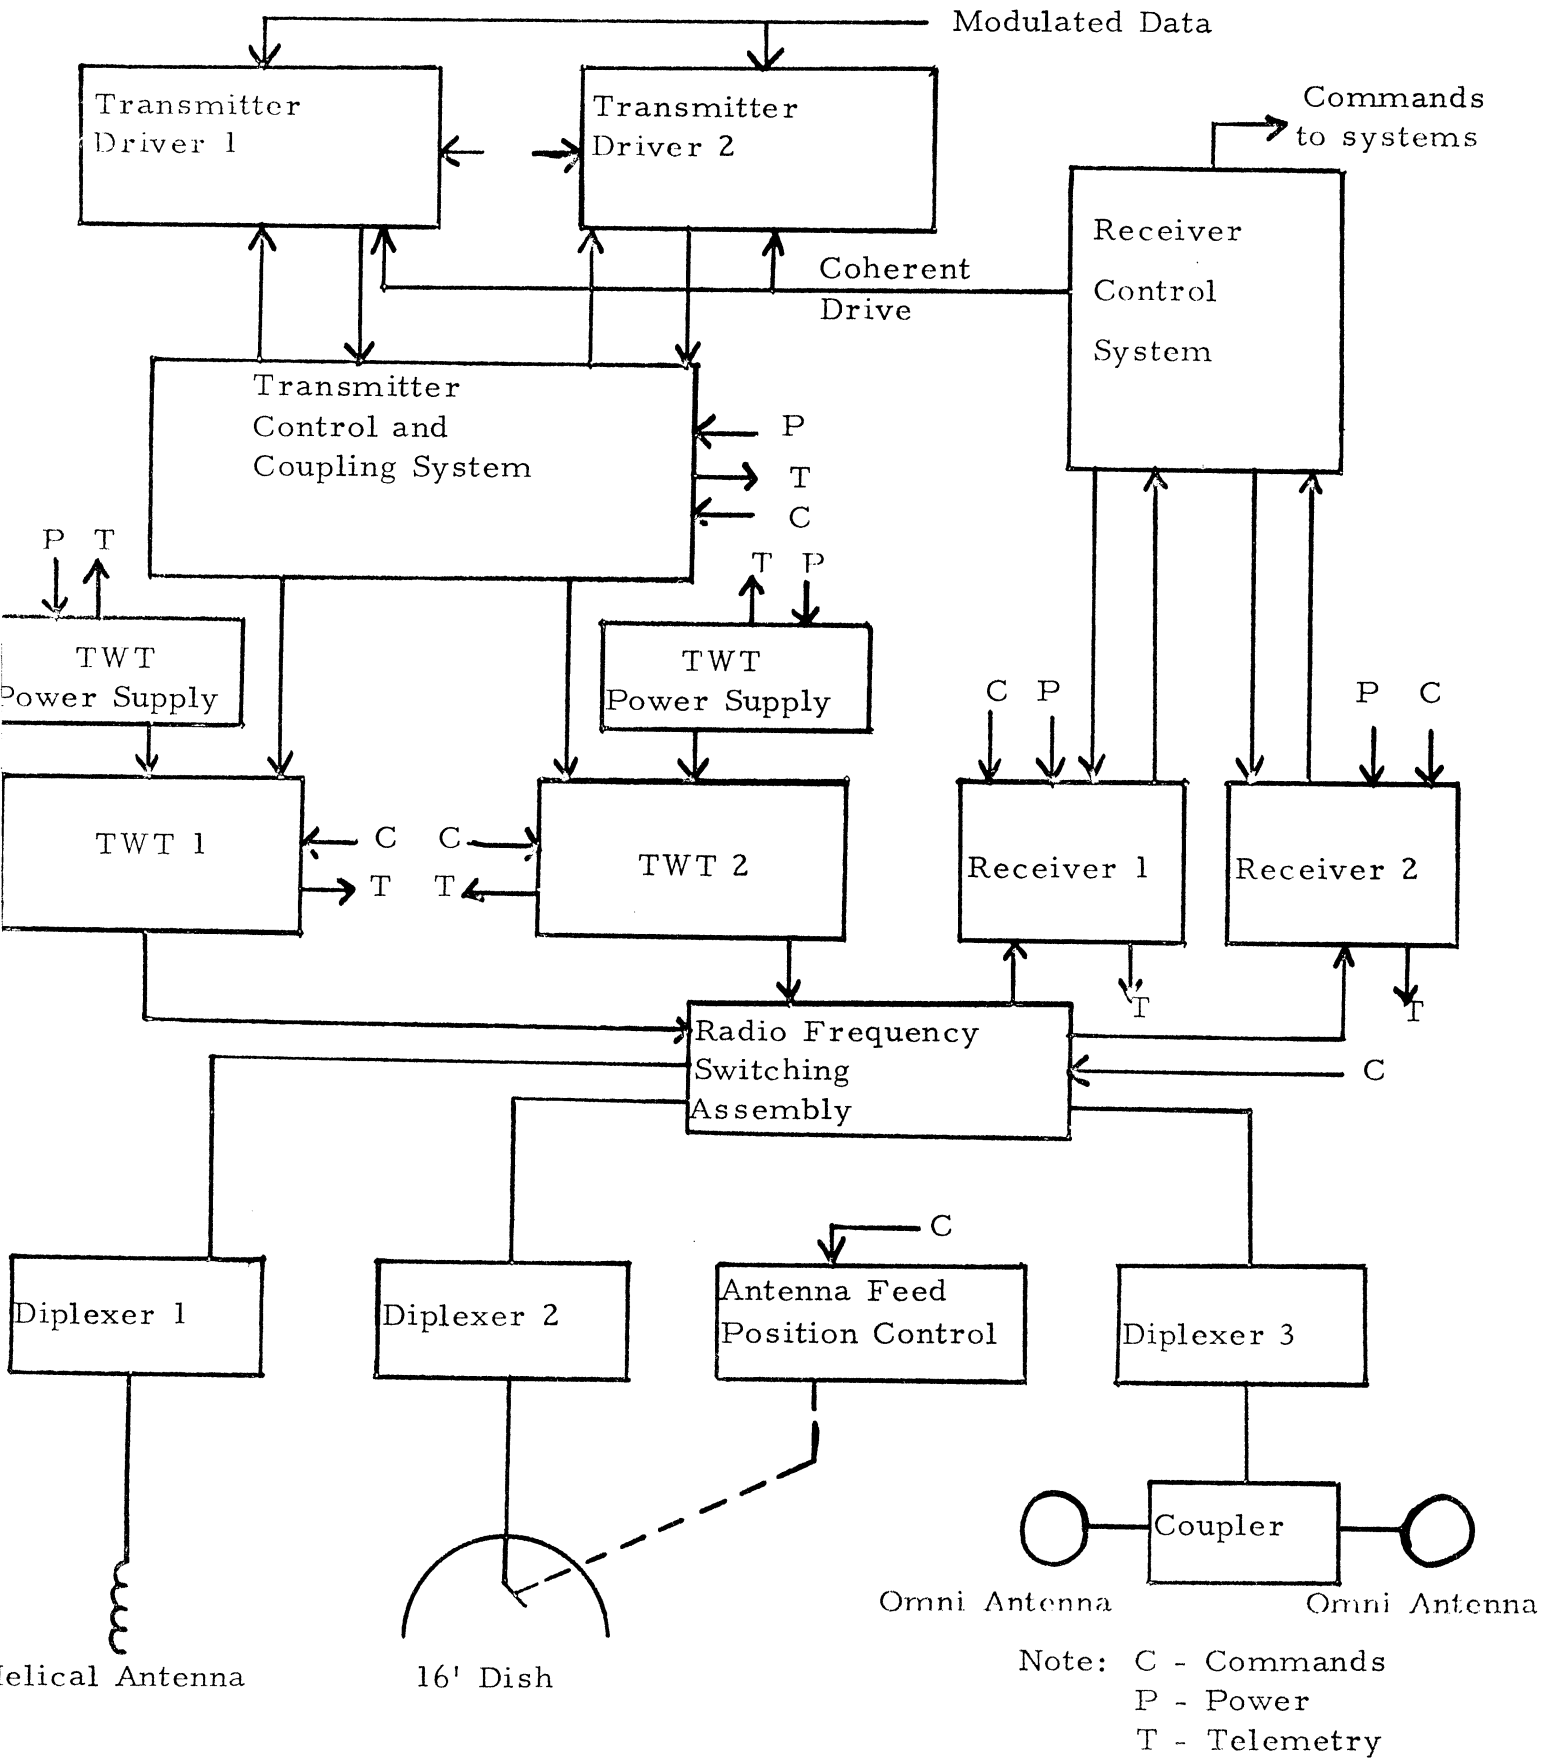 Modulated Data
Transmitter
Driver 1
Transmitter
Driver 2
Commands
to systems
Receiver
Control
System
Coherent
Drive
Transmitter
Control and
Coupling System
P
T
C
P T
T P
TWT
Power Supply
TWT
Power Supply
C P
P C
TWT 1
C
T
C
T
TWT 2
Receiver 1
Receiver 2
T
T
Radio Frequency
Switching
Assembly
C
C
Diplexer 1
Diplexer 2
Antenna Feed
Position Control
Diplexer 3
Coupler
Omni Antenna
Omni Antenna
elical Antenna
16' Dish
Note: C - Commands
P - Power
T - Telemetry